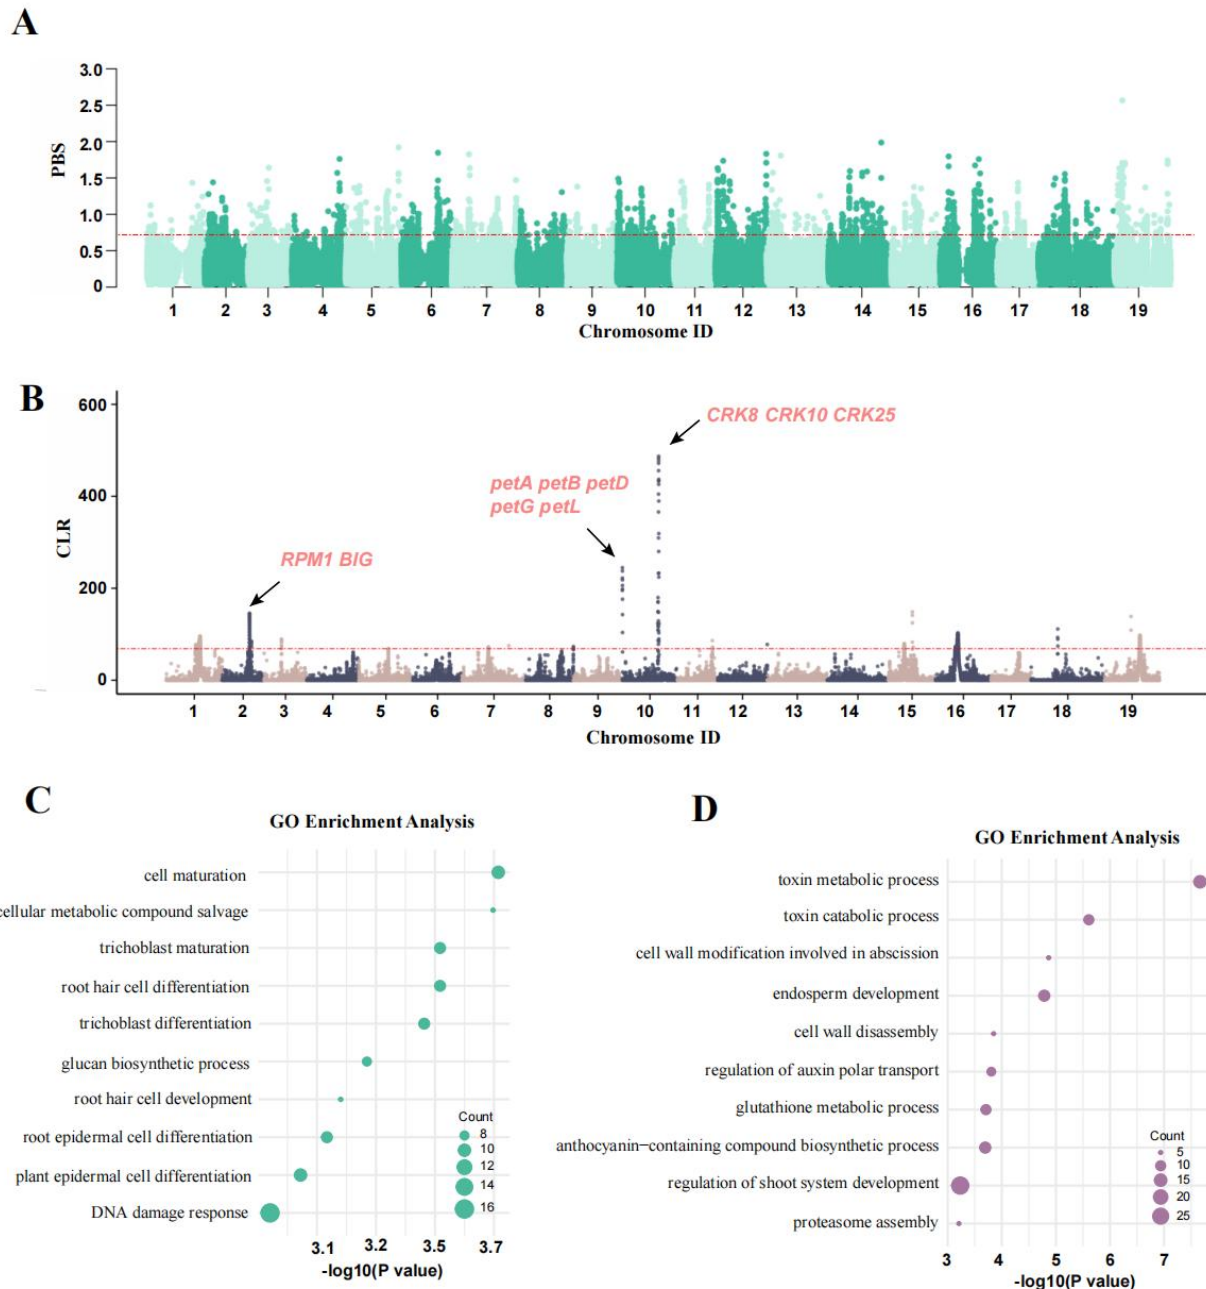 A
3.0
2.5
2.0
1.5
1.0
0.5
0
PBS
1 2 3 4 5 6 7 8 9 10 11 12 13 14 15 16 17 18 19
Chromosome ID
B
600
400
200
0
CLR
CRK8 CRK10 CRK25
petA petB petD
petG petL
RPM1 BIG
1 2 3 4 5 6 7 8 9 10 11 12 13 14 15 16 17 18 19
Chromosome ID
C
GO Enrichment Analysis
cell maturation
cellular metabolic compound salvage
trichoblast maturation
root hair cell differentiation
trichoblast differentiation
glucan biosynthetic process
root hair cell development
root epidermal cell differentiation
plant epidermal cell differentiation
DNA damage response
Count
8
10
12
14
16
3.1 3.2 3.5 3.7
-log10(P value)
D
GO Enrichment Analysis
toxin metabolic process
toxin catabolic process
cell wall modification involved in abscission
endosperm development
cell wall disassembly
regulation of auxin polar transport
glutathione metabolic process
anthocyanin−containing compound biosynthetic process
regulation of shoot system development
proteasome assembly
Count
5
10
15
20
25
3 4 5 6 7
-log10(P value)